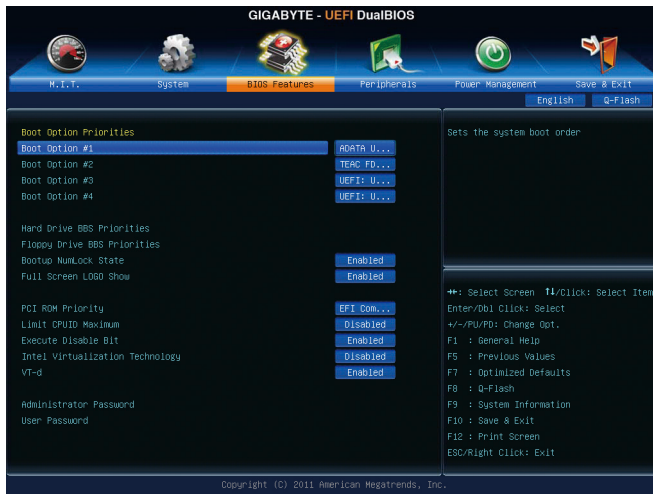 GIGABYTE - UEFI DualBIOS
M.I.T.
System
BIOS Features
Peripherals
Power Management
Save & Exit
English
Q-Flash
Boot Option Priorities
Boot Option #1 ADATA U...
Boot Option #2 TEAC FD...
Boot Option #3 UEFI: U...
Boot Option #4 UEFI: U...
Hard Drive BBS Priorities
Floppy Drive BBS Priorities
Bootup NumLock State Enabled
Full Screen LOGO Show Enabled
PCI ROM Priority EFI Com...
Limit CPUID Maximum Disabled
Execute Disable Bit Enabled
Intel Virtualization Technology Disabled
VT-d Enabled
Administrator Password
User Password
Sets the system boot order
→←: Select Screen ↑↓/Click: Select Item
Enter/Dbl Click: Select
+/-/PU/PD: Change Opt.
F1 : General Help
F5 : Previous Values
F7 : Optimized Defaults
F8 : Q-Flash
F9 : System Information
F10 : Save & Exit
F12 : Print Screen
ESC/Right Click: Exit
Copyright (C) 2011 American Megatrends, Inc.